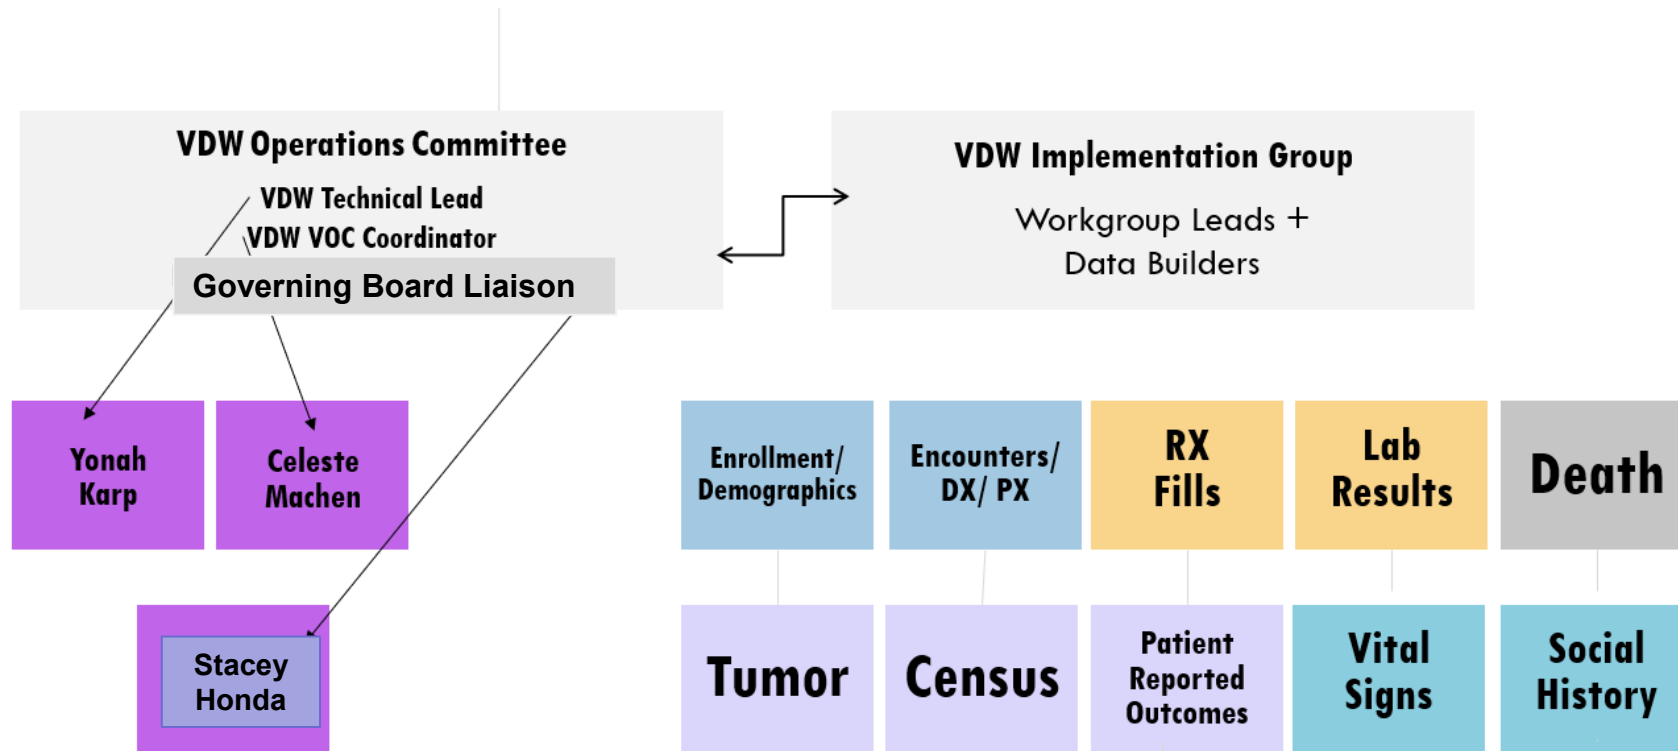 VDW Operations Committee
VDW Technical Lead
VDW VOC Coordinator
Governing Board Liaison
VDW Implementation Group
Workgroup Leads +
Data Builders
Yonah
Karp
Celeste
Machen
Stacey
Honda
Enrollment/
Demographics
Encounters/
DX/ PX
RX
Fills
Lab
Results
Death
Tumor
Census
Patient
Reported
Outcomes
Vital
Signs
Social
History